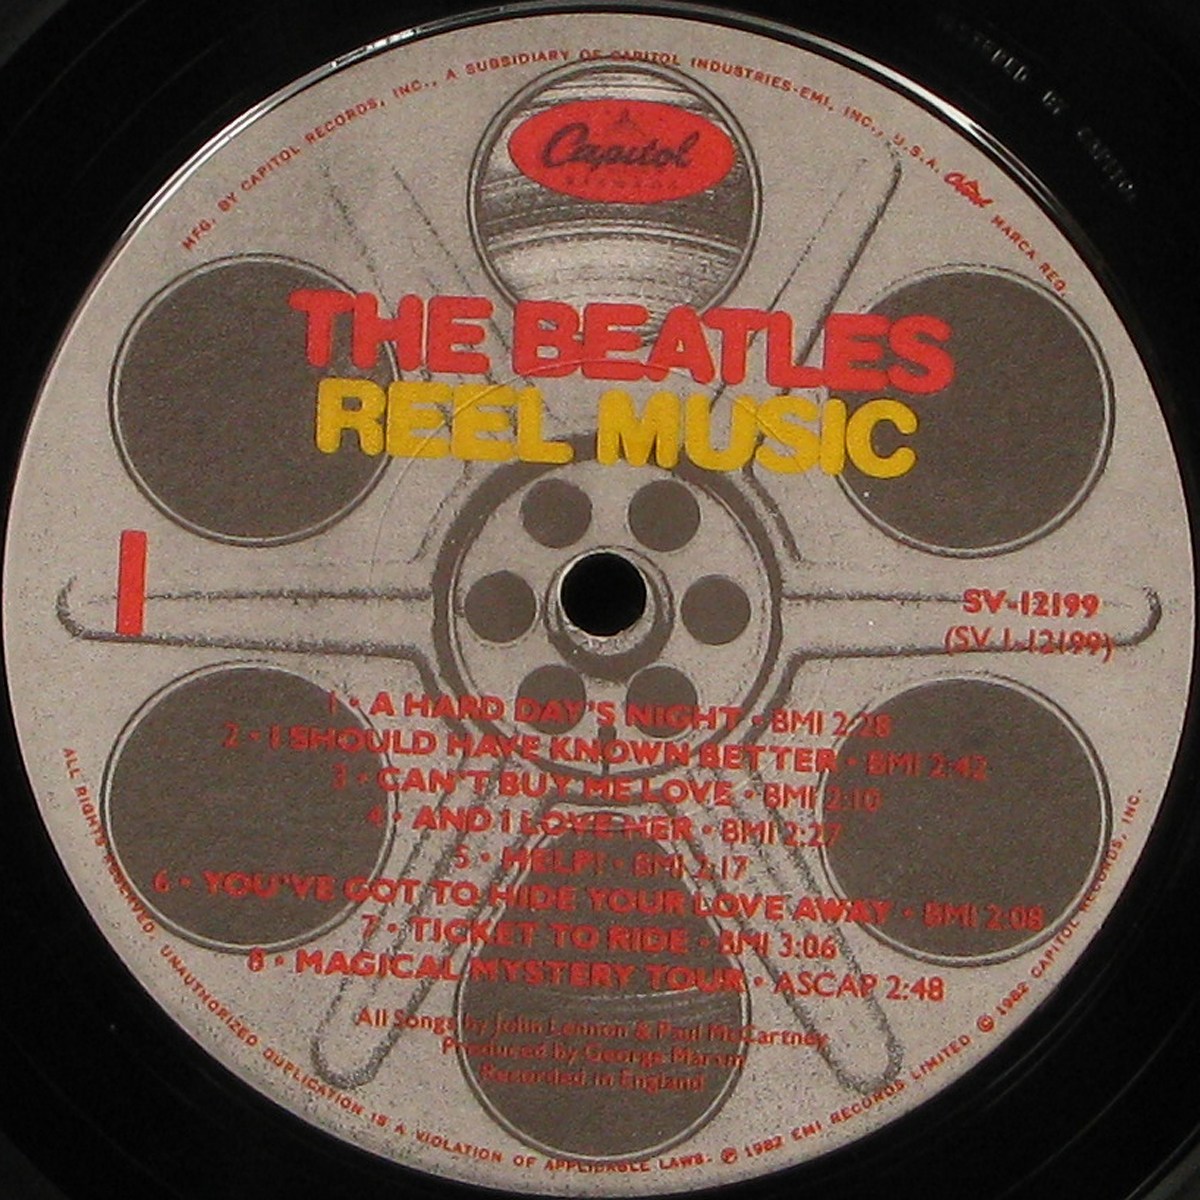 MFG. BY CAPITOL RECORDS, INC., A SUBSIDIARY OF CAPITOL INDUSTRIES-EMI, INC., U.S.A. Capitol MARCA REG.
Capitol
RECORDS
THE BEATLES
REEL MUSIC
I
SV-12199
(SV 1-12199)
1 • A HARD DAY'S NIGHT • BMI 2:28
2 • I SHOULD HAVE KNOWN BETTER • BMI 2:42
3 • CAN'T BUY ME LOVE • BMI 2:10
4 • AND I LOVE HER • BMI 2:27
5 • HELP! • BMI 2:17
6 • YOU'VE GOT TO HIDE YOUR LOVE AWAY • BMI 2:08
7 • TICKET TO RIDE • BMI 3:06
8 • MAGICAL MYSTERY TOUR • ASCAP 2:48
All Songs by John Lennon & Paul McCartney
Produced by George Martin
Recorded in England
ALL RIGHTS RESERVED. UNAUTHORIZED DUPLICATION IS A VIOLATION OF APPLICABLE LAWS. ℗ 1982 EMI RECORDS LIMITED © 1982 CAPITOL RECORDS, INC.
BY CAPITOL